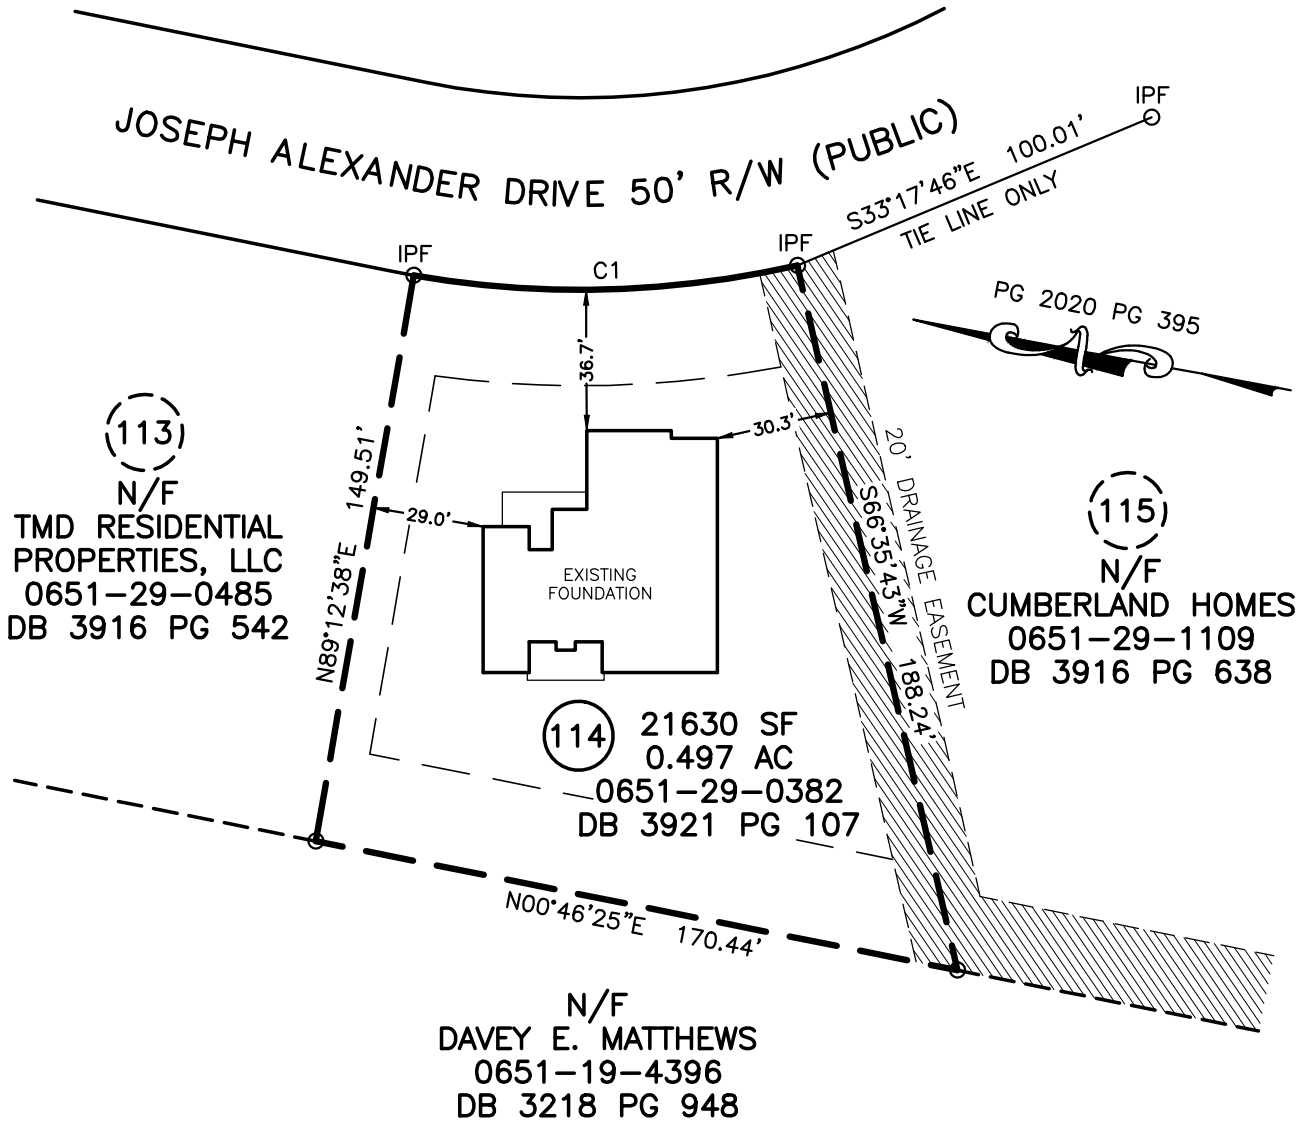 JOSEPH ALEXANDER DRIVE 50' R/W (PUBLIC)
IPF
S33°17'46"E 100.01'
TIE LINE ONLY
IPF
IPF
C1
PG 2020 PG 395
36.7'
30.3'
29.0'
113
N/F
TMD RESIDENTIAL
PROPERTIES, LLC
0651-29-0485
DB 3916 PG 542
N89°12'38"E 149.51'
EXISTING
FOUNDATION
S66°35'43"W 188.24'
20' DRAINAGE EASEMENT
115
N/F
CUMBERLAND HOMES
0651-29-1109
DB 3916 PG 638
114
21630 SF
0.497 AC
0651-29-0382
DB 3921 PG 107
N00°46'25"E 170.44'
N/F
DAVEY E. MATTHEWS
0651-19-4396
DB 3218 PG 948